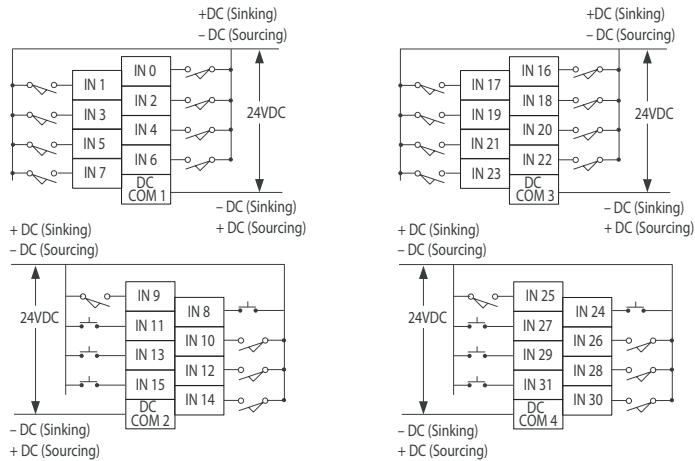 +DC (Sinking)
– DC (Sourcing)
IN 0
IN 1
IN 2
IN 3
IN 4
IN 5
IN 6
IN 7
DC
COM 1
24VDC
– DC (Sinking)
+ DC (Sourcing)
+DC (Sinking)
– DC (Sourcing)
IN 16
IN 17
IN 18
IN 19
IN 20
IN 21
IN 22
IN 23
DC
COM 3
24VDC
– DC (Sinking)
+ DC (Sourcing)
+ DC (Sinking)
– DC (Sourcing)
24VDC
IN 9
IN 8
IN 11
IN 10
IN 13
IN 12
IN 15
IN 14
DC
COM 2
– DC (Sinking)
+ DC (Sourcing)
+ DC (Sinking)
– DC (Sourcing)
24VDC
IN 25
IN 24
IN 27
IN 26
IN 29
IN 28
IN 31
IN 30
DC
COM 4
– DC (Sinking)
+ DC (Sourcing)